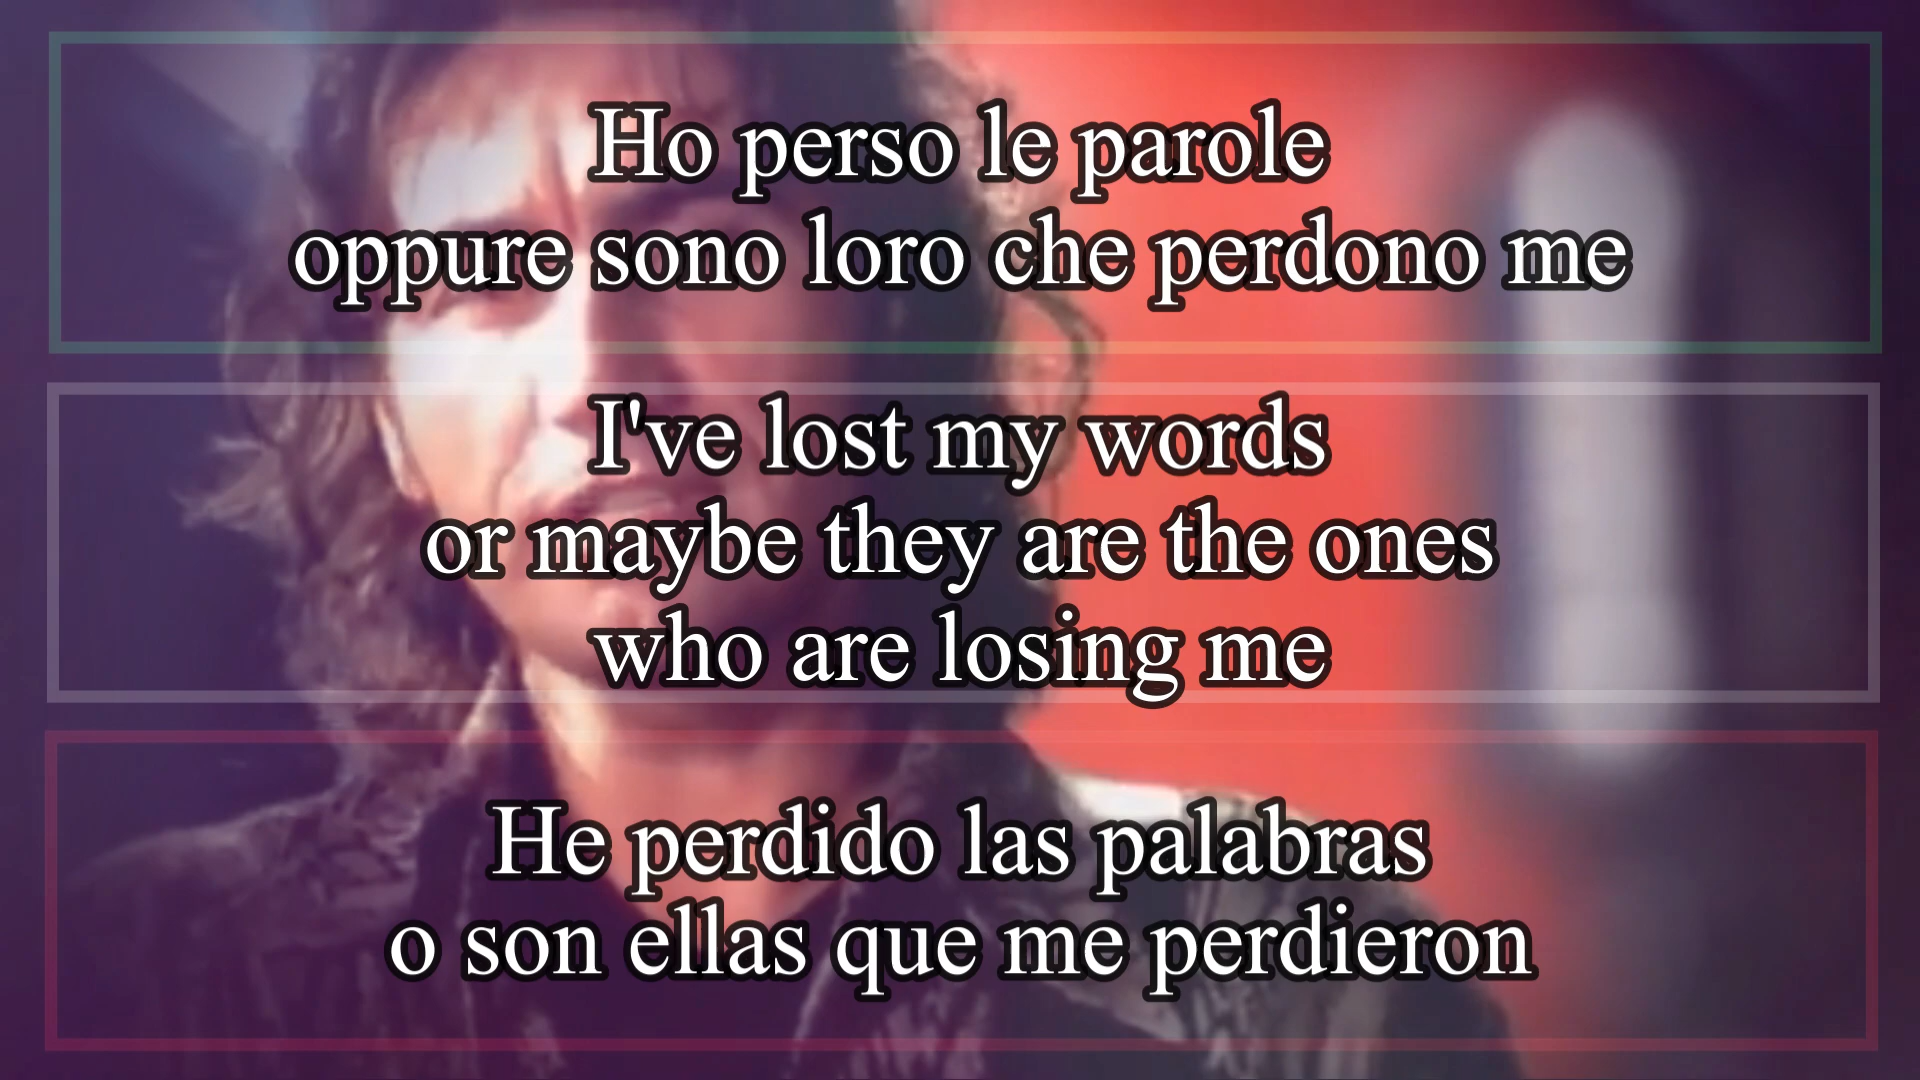 Ho perso le parole
oppure sono loro che perdono me
I've lost my words
or maybe they are the ones
who are losing me
He perdido las palabras
o son ellas que me perdieron